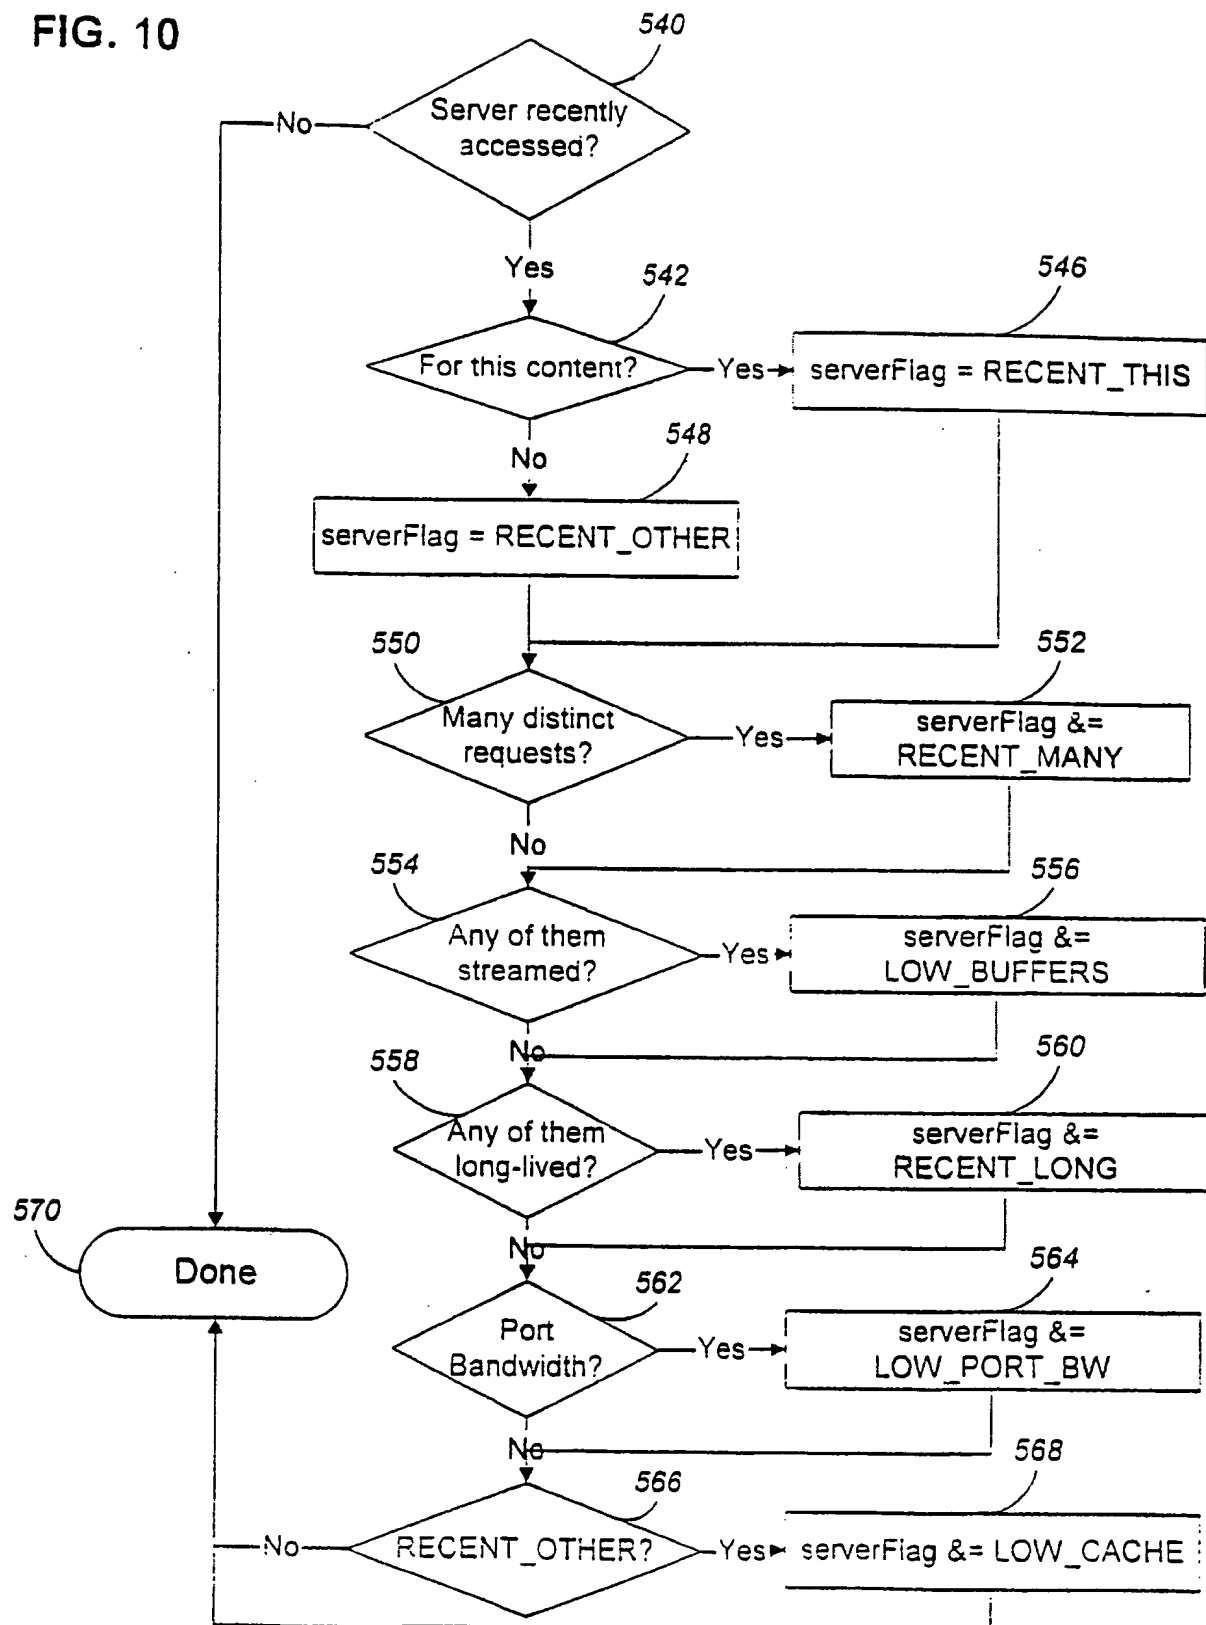 FIG. 10
540
Server recently
accessed?
No
Yes
542
546
For this content?
Yes
serverFlag = RECENT_THIS
No
548
serverFlag = RECENT_OTHER
550
552
Many distinct
requests?
Yes
serverFlag &=
RECENT_MANY
No
554
556
Any of them
streamed?
Yes
serverFlag &=
LOW_BUFFERS
No
558
560
Any of them
long-lived?
Yes
serverFlag &=
RECENT_LONG
570
Done
No
562
564
Port
Bandwidth?
Yes
serverFlag &=
LOW_PORT_BW
No
566
568
No
RECENT_OTHER?
Yes
serverFlag &= LOW_CACHE